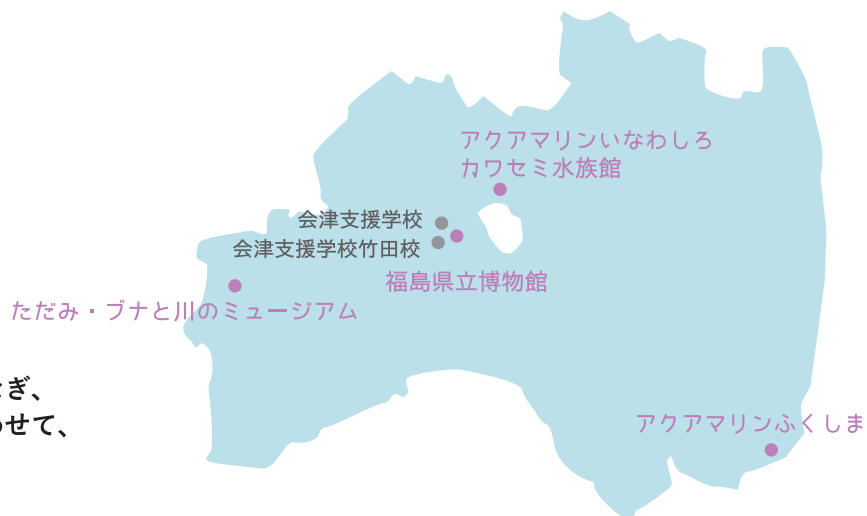 アクアマリンいなわしろ
カワセミ水族館
会津支援学校
会津支援学校竹田校
福島県立博物館
ただみ・ブナと川のミュージアム
ぎ、
わせて、
アクアマリンふくしま